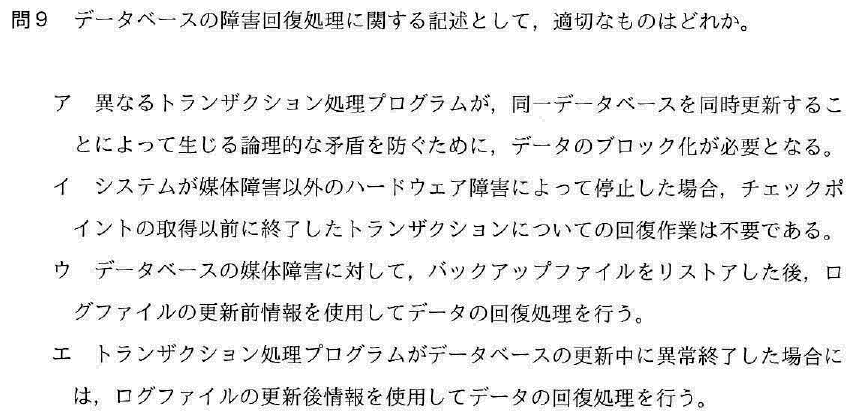 問9 データベースの障害回復処理に関する記述として，適切なものはどれか。
ア 異なるトランザクション処理プログラムが，同一データベースを同時更新するこ
とによって生じる論理的な矛盾を防ぐために，データのブロック化が必要となる。
イ システムが媒体障害以外のハードウェア障害によって停止した場合，チェックポ
イントの取得以前に終了したトランザクションについての回復作業は不要である。
ウ データベースの媒体障害に対して，バックアップファイルをリストアした後，ロ
グファイルの更新前情報を使用してデータの回復処理を行う。
エ トランザクション処理プログラムがデータベースの更新中に異常終了した場合に
は，ログファイルの更新後情報を使用してデータの回復処理を行う。